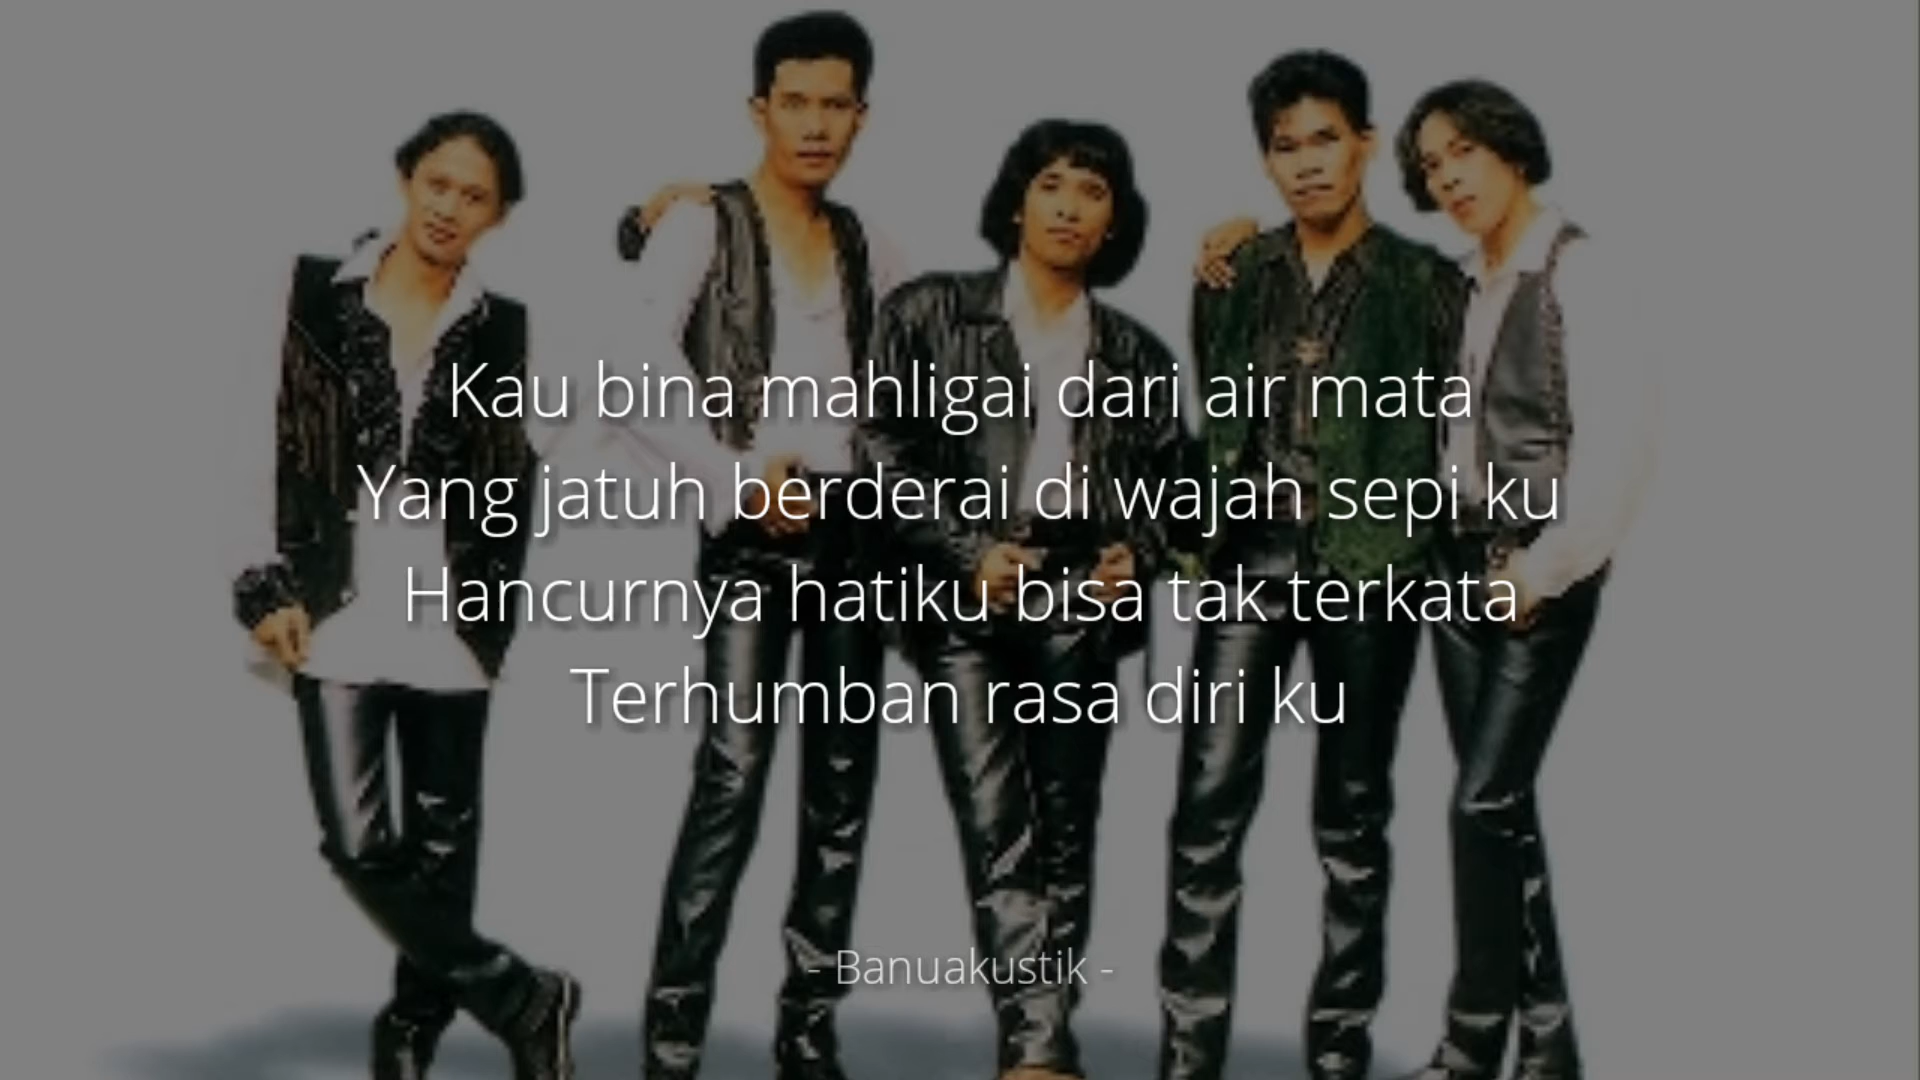 Kau bina mahligai dari air mata
Yang jatuh berderai di wajah sepi ku
Hancurnya hatiku bisa tak terkata
Terhumban rasa diri ku
- Banuakustik -